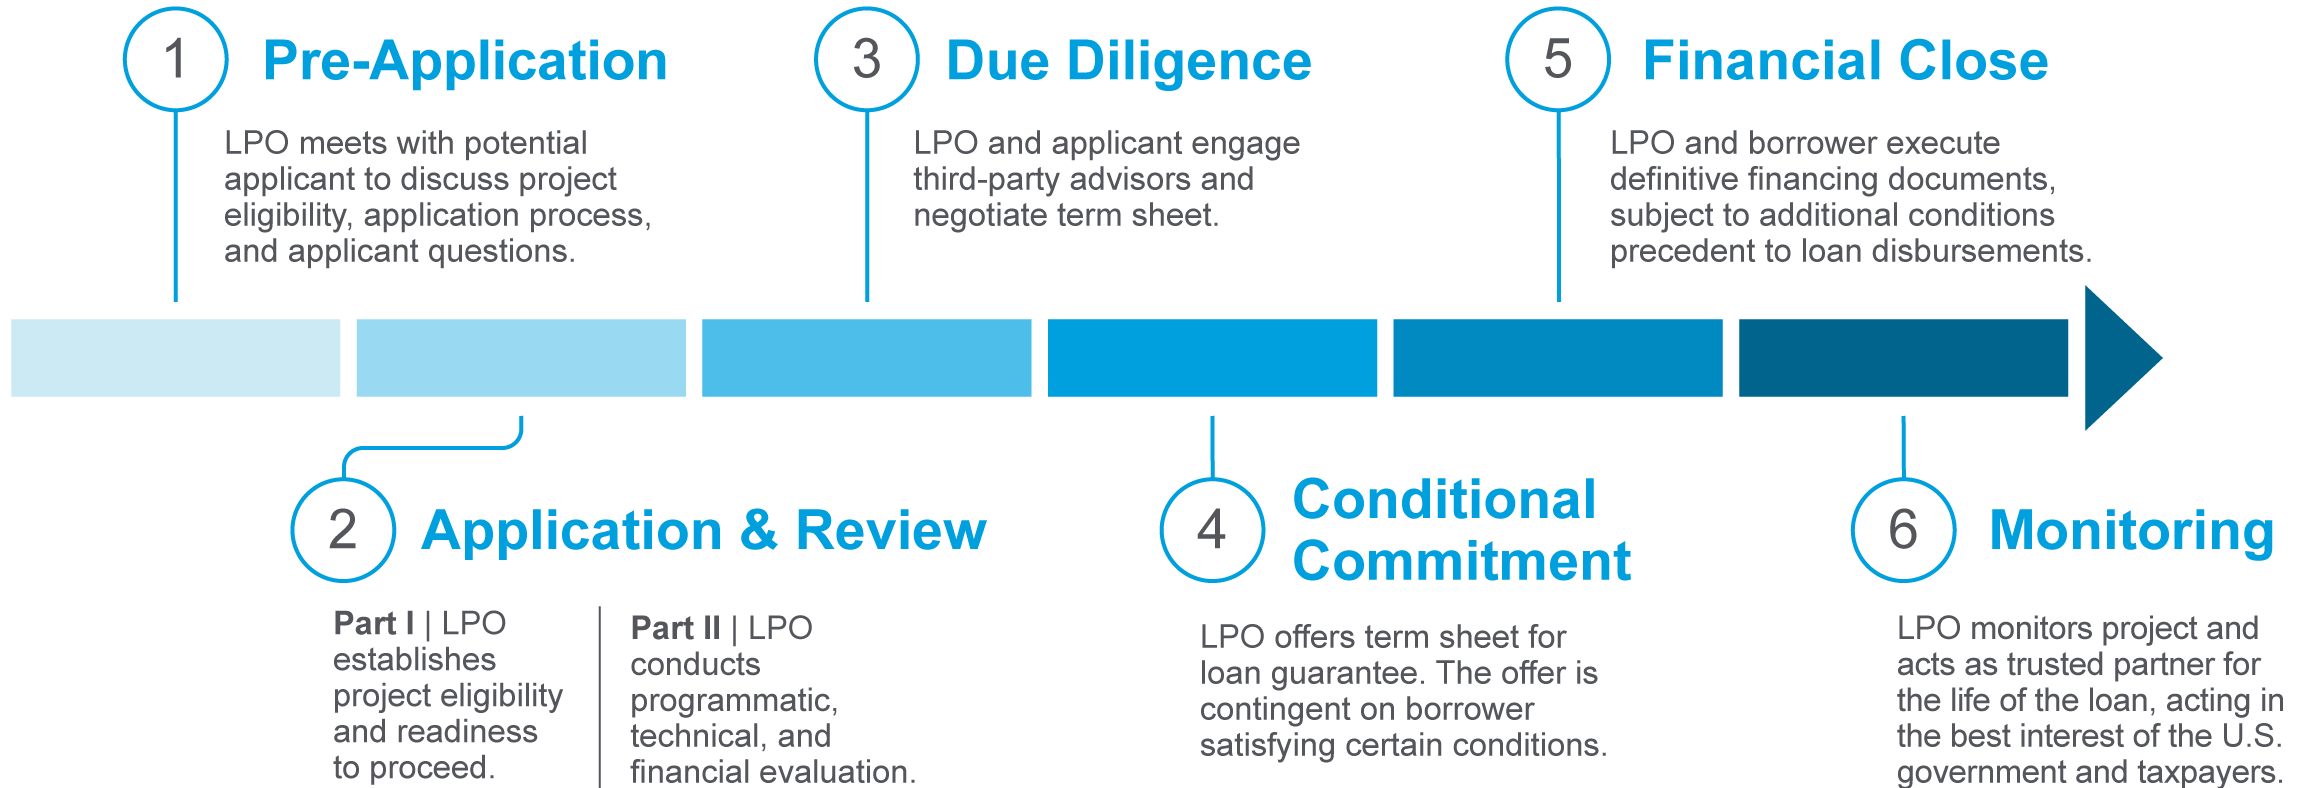 1
Pre-Application
LPO meets with potential
applicant to discuss project
eligibility, application process,
and applicant questions.
2
Application & Review
Part I | LPO
establishes
project eligibility
and readiness
to proceed.
Part II | LPO
conducts
programmatic,
technical, and
financial evaluation.
3
Due Diligence
LPO and applicant engage
third-party advisors and
negotiate term sheet.
4
Conditional
Commitment
LPO offers term sheet for
loan guarantee. The offer is
contingent on borrower
satisfying certain conditions.
5
Financial Close
LPO and borrower execute
definitive financing documents,
subject to additional conditions
precedent to loan disbursements.
6
Monitoring
LPO monitors project and
acts as trusted partner for
the life of the loan, acting in
the best interest of the U.S.
government and taxpayers.